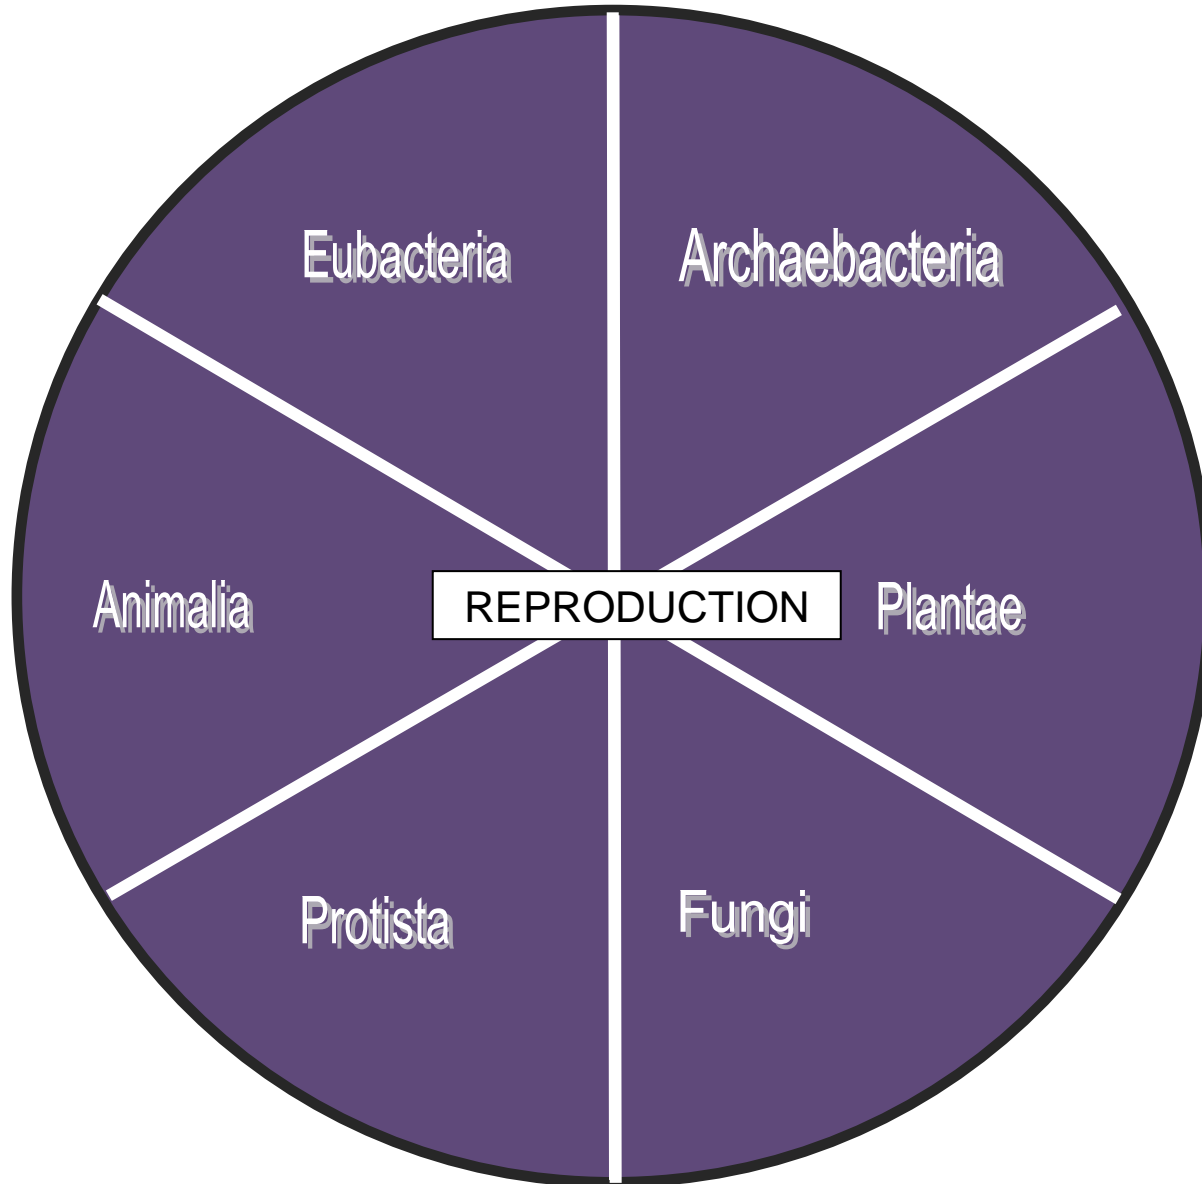 Eubacteria
Archaebacteria
Animalia
REPRODUCTION
Plantae
Protista
Fungi